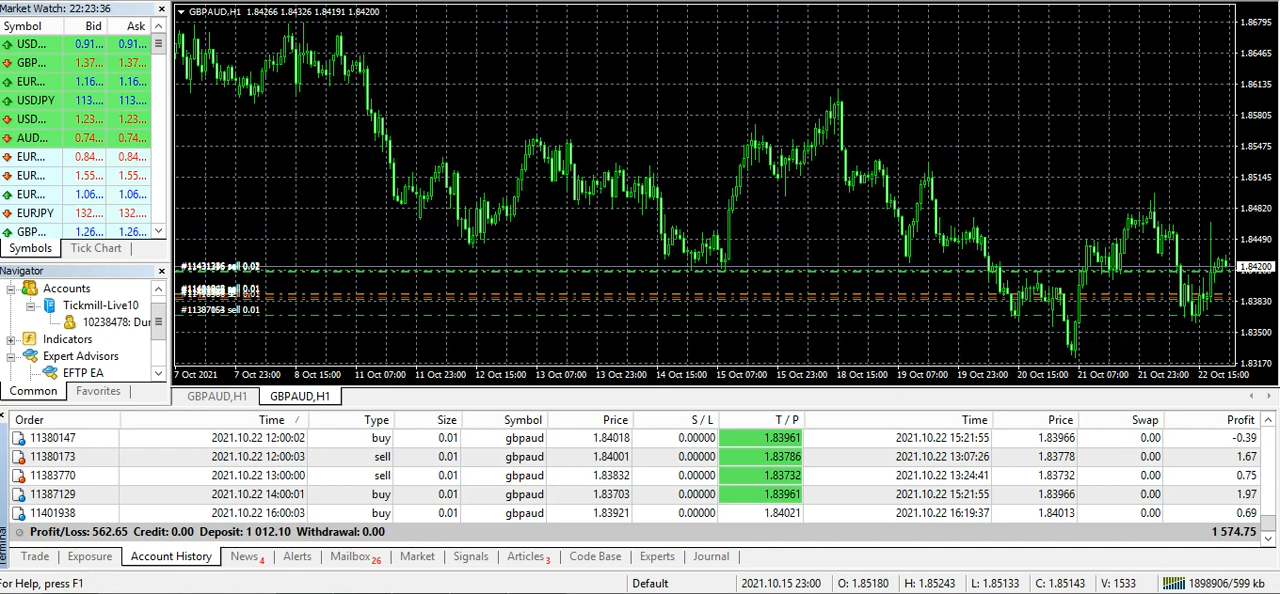 Market Watch: 22:23:36
Symbol Bid Ask
USD... 0.91... 0.91...
GBP... 1.37... 1.37...
EUR... 1.16... 1.16...
USDJPY 113.... 113....
USD... 1.23... 1.23...
AUD... 0.74... 0.74...
EUR... 0.84... 0.84...
EUR... 1.55... 1.55...
EUR... 1.06... 1.06...
EURJPY 132.... 132....
GBP... 1.26... 1.26...
Symbols Tick Chart
Navigator
Accounts
Tickmill-Live10
10238478: Dur
Indicators
Expert Advisors
EFTP EA
Common Favorites
GBPAUD,H1 1.84266 1.84326 1.84191 1.84200
1.86795
1.86465
1.86135
1.85805
1.85475
1.85145
1.84820
1.84490
1.84200
1.83830
1.83500
1.83170
sell 0.02
#11387053 sell 0.01
7 Oct 2021 7 Oct 23:00 8 Oct 15:00 11 Oct 07:00 11 Oct 23:00 12 Oct 15:00 13 Oct 07:00 13 Oct 23:00 14 Oct 15:00 15 Oct 07:00 15 Oct 23:00 18 Oct 15:00 19 Oct 07:00 19 Oct 23:00 20 Oct 15:00 21 Oct 07:00 21 Oct 23:00 22 Oct 15:00
GBPAUD,H1 GBPAUD,H1
Order Time / Type Size Symbol Price S / L T / P Time Price Swap Profit
11380147 2021.10.22 12:00:02 buy 0.01 gbpaud 1.84018 0.00000 1.83961 2021.10.22 15:21:55 1.83966 0.00 -0.39
11380173 2021.10.22 12:00:03 sell 0.01 gbpaud 1.84001 0.00000 1.83786 2021.10.22 13:07:26 1.83778 0.00 1.67
11383770 2021.10.22 13:00:00 sell 0.01 gbpaud 1.83832 0.00000 1.83732 2021.10.22 13:24:41 1.83732 0.00 0.75
11387129 2021.10.22 14:00:01 buy 0.01 gbpaud 1.83703 0.00000 1.83961 2021.10.22 15:21:55 1.83966 0.00 1.97
11401938 2021.10.22 16:00:03 buy 0.01 gbpaud 1.83921 0.00000 1.84021 2021.10.22 16:19:37 1.84013 0.00 0.69
Profit/Loss: 562.65 Credit: 0.00 Deposit: 1 012.10 Withdrawal: 0.00 1 574.75
Terminal
Trade Exposure Account History News 4 Alerts Mailbox 26 Market Signals Articles 3 Code Base Experts Journal
For Help, press F1 Default 2021.10.15 23:00 O: 1.85180 H: 1.85243 L: 1.85133 C: 1.85143 V: 1533 1898906/599 kb